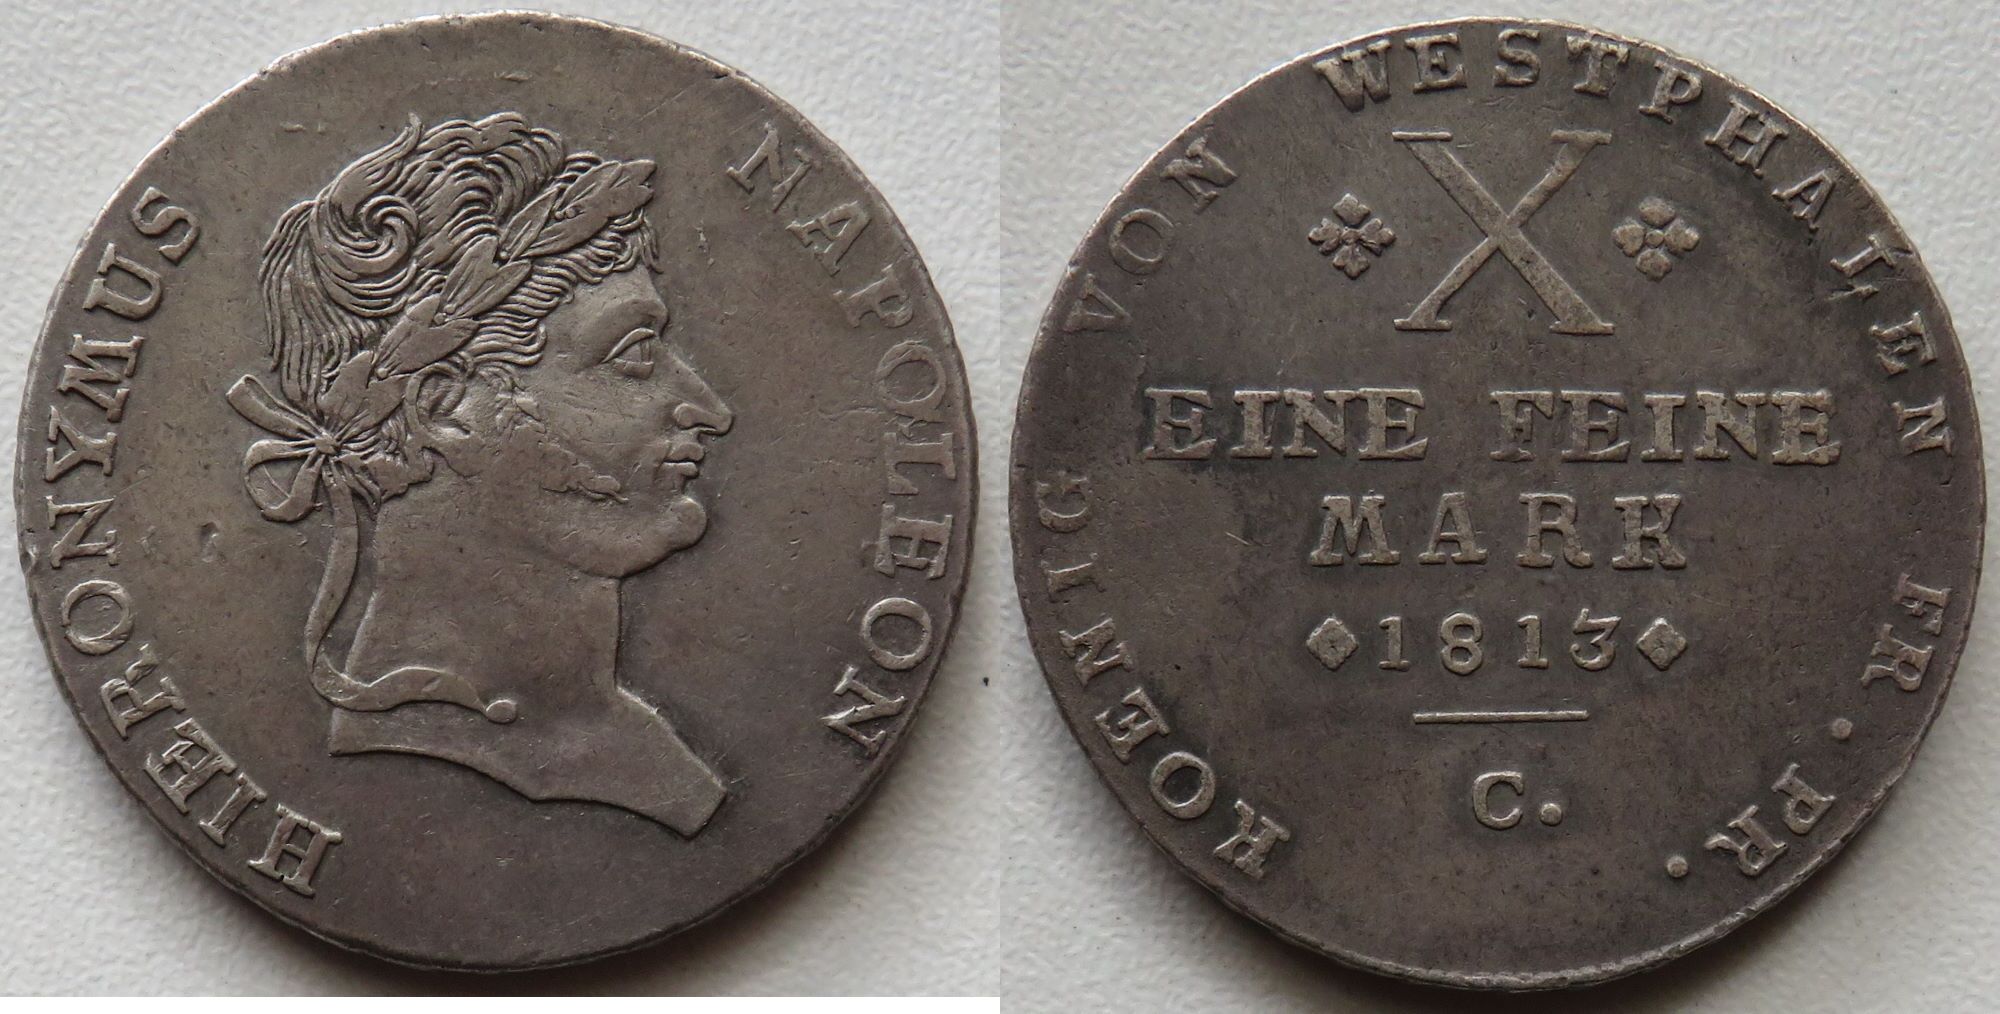 HIERONYMUS NAPOLEON
KOENIG VON WESTPHALEN FR. PR.
X
EINE FEINE
MARK
1813
C.